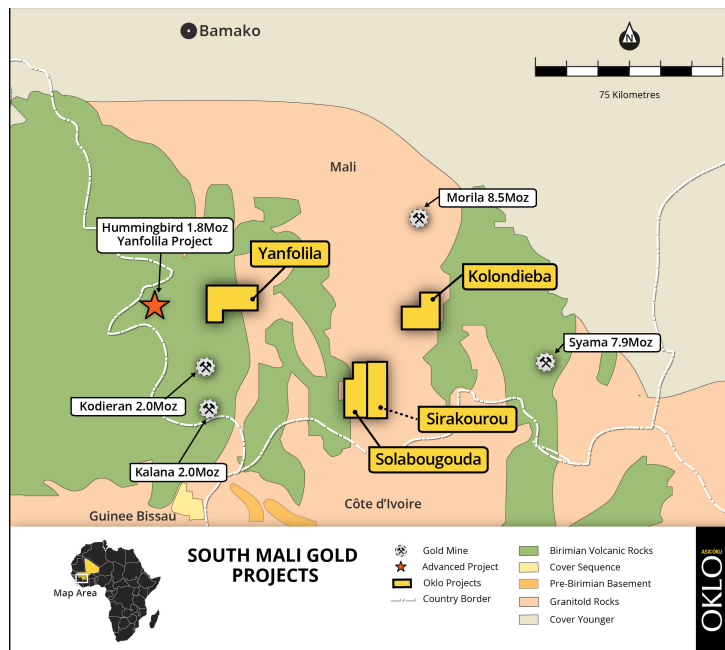 Bamako
N
75 Kilometres
Mali
Morila 8.5Moz
Hummingbird 1.8Moz
Yanfolila Project
Yanfolila
Kolondieba
Syama 7.9Moz
Kodieran 2.0Moz
Sirakourou
Solabougouda
Kalana 2.0Moz
Côte d'Ivoire
Guinee Bissau
SOUTH MALI GOLD
PROJECTS
Map Area
Gold Mine
Advanced Project
Oklo Projects
Country Border
Birimian Volcanic Rocks
Cover Sequence
Pre-Birimian Basement
Granitold Rocks
Cover Younger
ASX:OKU
OKLO